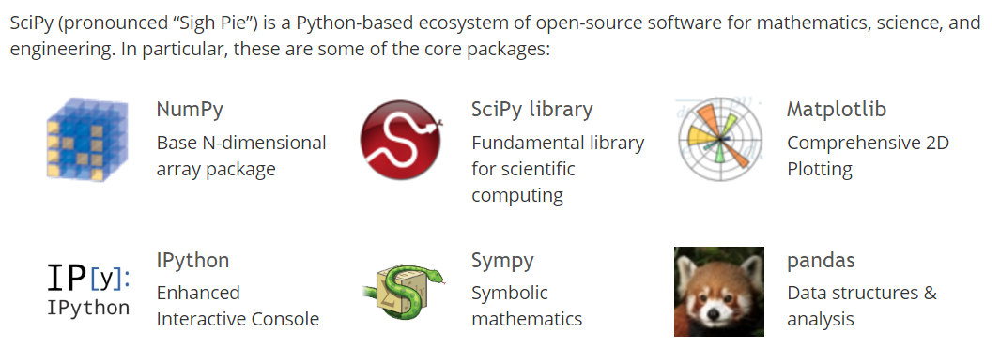 SciPy (pronounced “Sigh Pie”) is a Python-based ecosystem of open-source software for mathematics, science, and
engineering. In particular, these are some of the core packages:
NumPy
Base N-dimensional
array package
SciPy library
Fundamental library
for scientific
computing
Matplotlib
Comprehensive 2D
Plotting
IP[y]:
IPython
IPython
Enhanced
Interactive Console
Sympy
Symbolic
mathematics
pandas
Data structures &
analysis